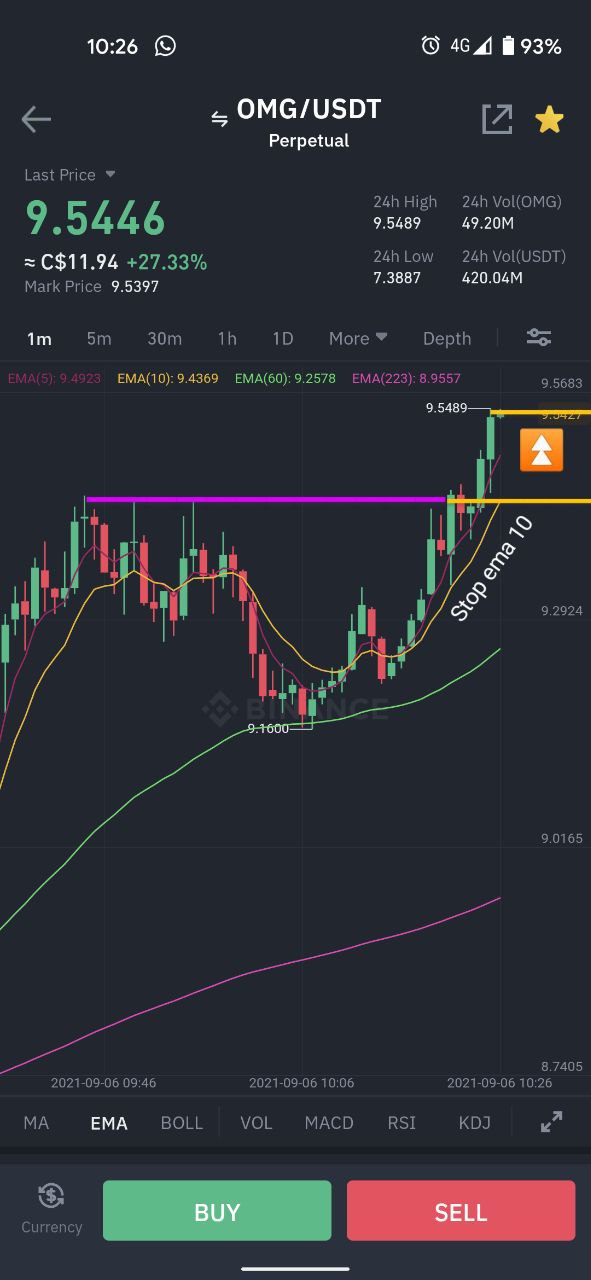 10:26 4G 93%
OMG/USDT
Perpetual
Last Price
9.5446
≈ C$11.94 +27.33%
Mark Price 9.5397
24h High 24h Vol(OMG)
9.5489 49.20M
24h Low 24h Vol(USDT)
7.3887 420.04M
1m 5m 30m 1h 1D More Depth
EMA(5): 9.4923 EMA(10): 9.4369 EMA(60): 9.2578 EMA(223): 8.9557
9.5683
9.5489
9.5427
Stop ema 10
9.2924
BINANCE
9.1600
9.0165
8.7405
2021-09-06 09:46 2021-09-06 10:06 2021-09-06 10:26
MA EMA BOLL VOL MACD RSI KDJ
Currency
BUY
SELL